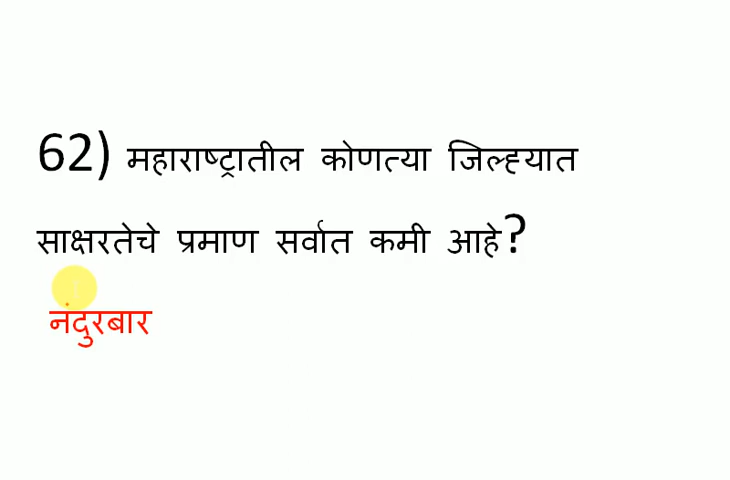 62) महाराष्ट्रातील कोणत्या जिल्ह्यात
साक्षरतेचे प्रमाण सर्वात कमी आहे?
नंदुरबार